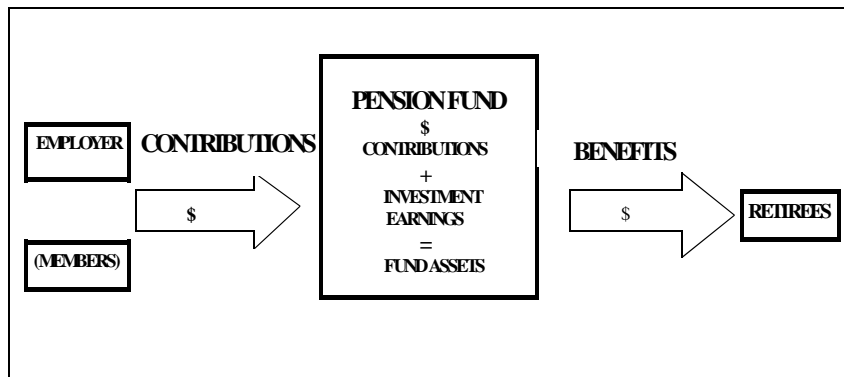 EMPLOYER
(MEMBERS)
CONTRIBUTIONS
$
PENSION FUND
$
CONTRIBUTIONS
+
INVESTMENT
EARNINGS
=
FUND ASSETS
BENEFITS
$
RETIREES